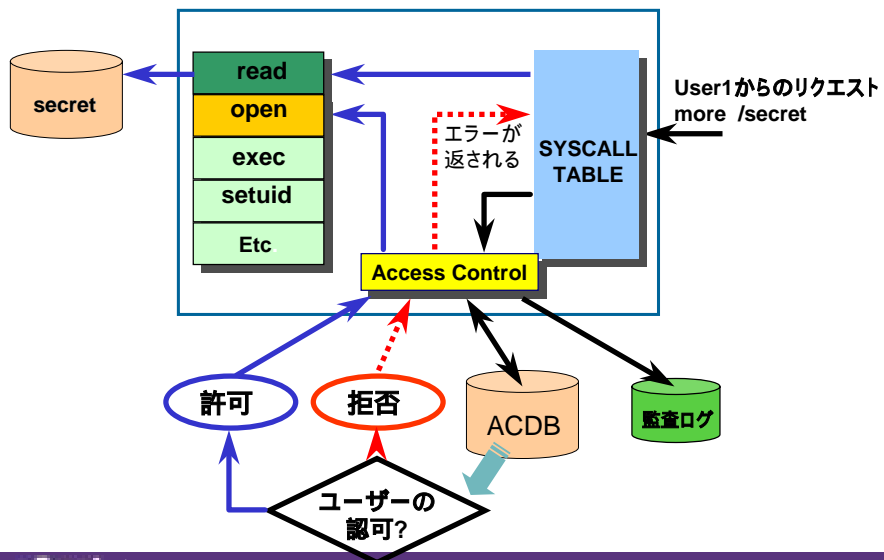 read
secret
open
exec
setuid
Etc
エラーが
返される
SYSCALL
TABLE
User1からのリクエスト
more /secret
Access Control
許可
拒否
ACDB
監査ログ
ユーザーの
認可?